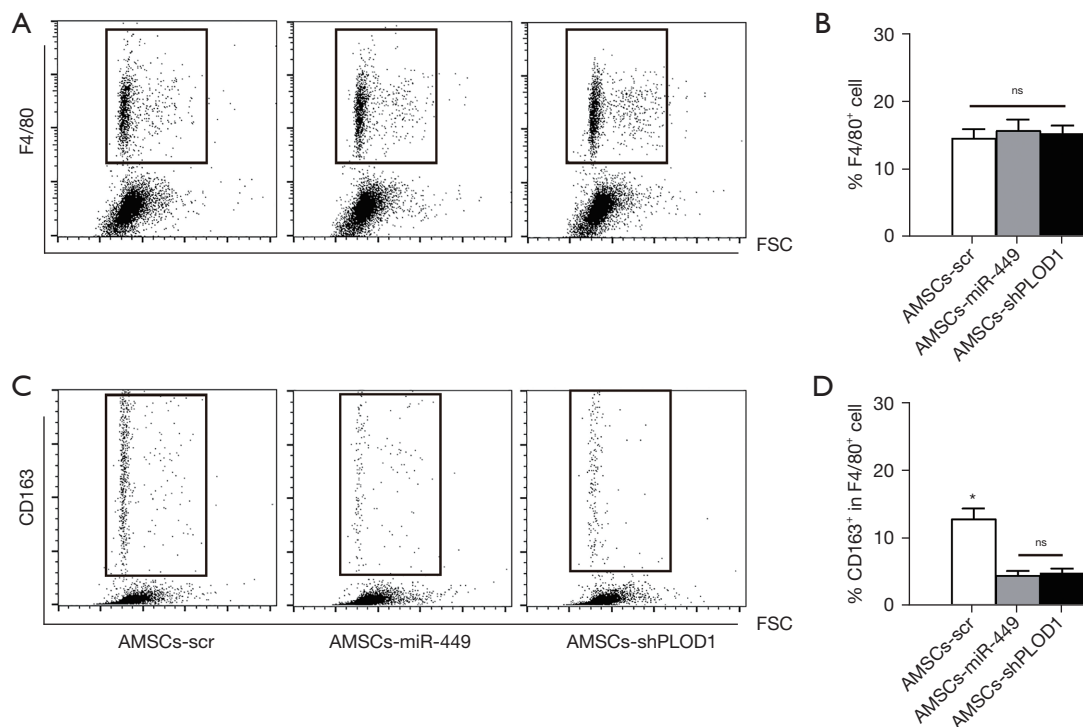 A
F4/80
FSC
B
% F4/80⁺ cell
30
20
10
0
ns
AMSCs-scr
AMSCs-miR-449
AMSCs-shPLOD1
C
CD163
FSC
AMSCs-scr
AMSCs-miR-449
AMSCs-shPLOD1
D
% CD163⁺ in F4/80⁺ cell
30
20
10
0
*
ns
AMSCs-scr
AMSCs-miR-449
AMSCs-shPLOD1